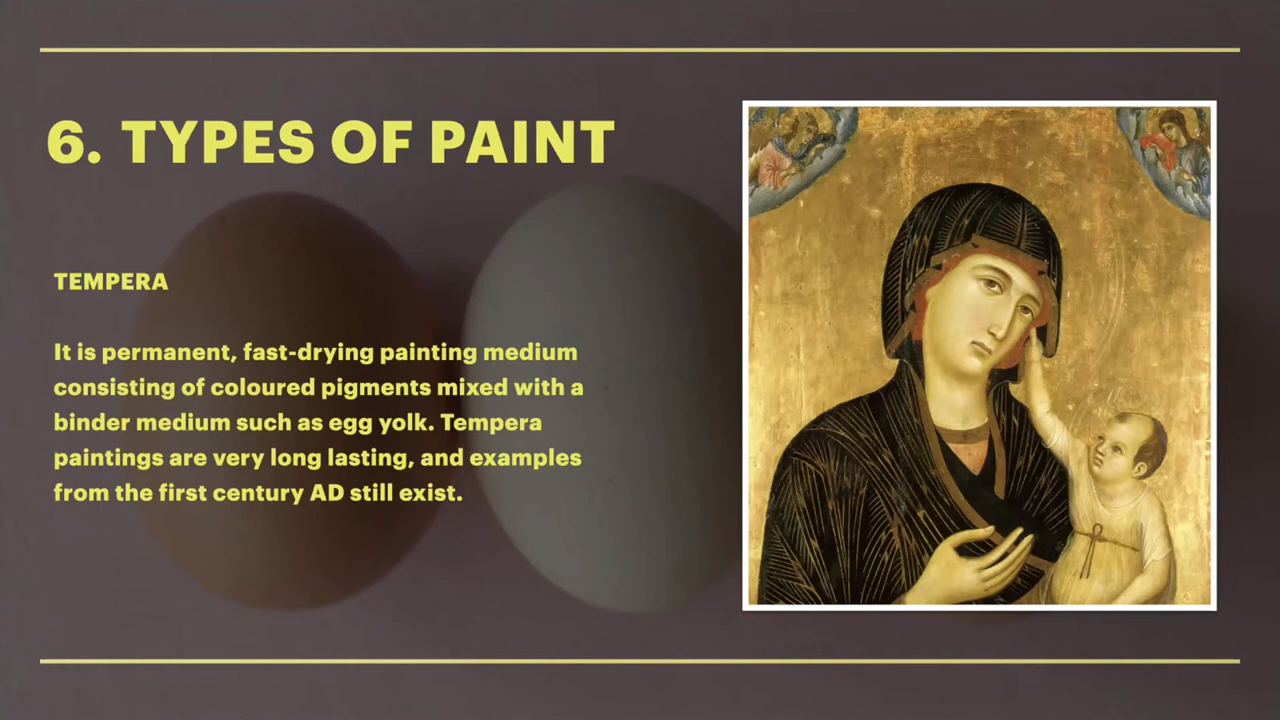 6. TYPES OF PAINT
TEMPERA
It is permanent, fast-drying painting medium
consisting of coloured pigments mixed with a
binder medium such as egg yolk. Tempera
paintings are very long lasting, and examples
from the first century AD still exist.